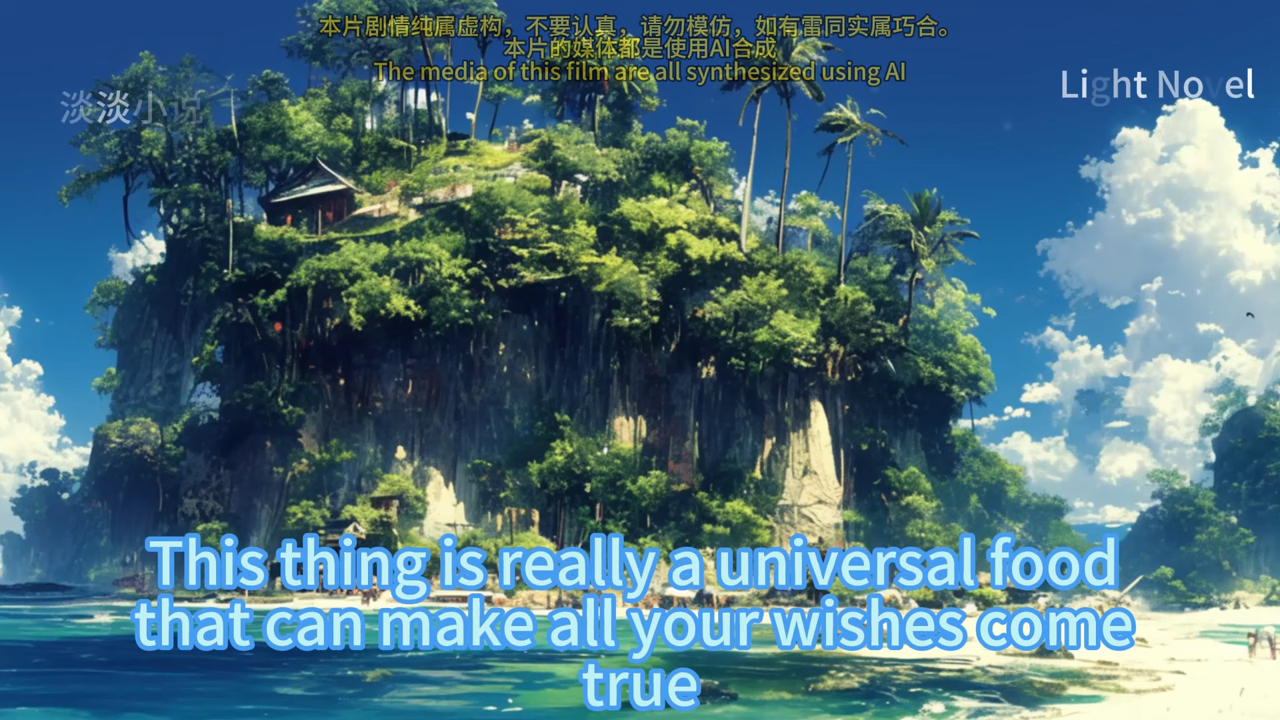 本片剧情纯属虚构，不要认真，请勿模仿，如有雷同实属巧合。
本片的媒体都是使用AI合成
The media of this film are all synthesized using AI
淡淡小说
Light Novel
This thing is really a universal food
that can make all your wishes come
true